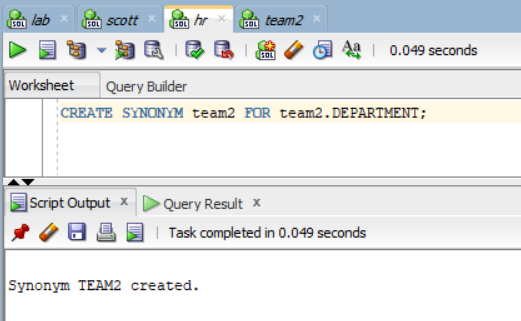 lab × scott × hr × team2 ×
0.049 seconds
Worksheet Query Builder
CREATE SYNONYM team2 FOR team2.DEPARTMENT;
Script Output x Query Result x
Task completed in 0.049 seconds
Synonym TEAM2 created.